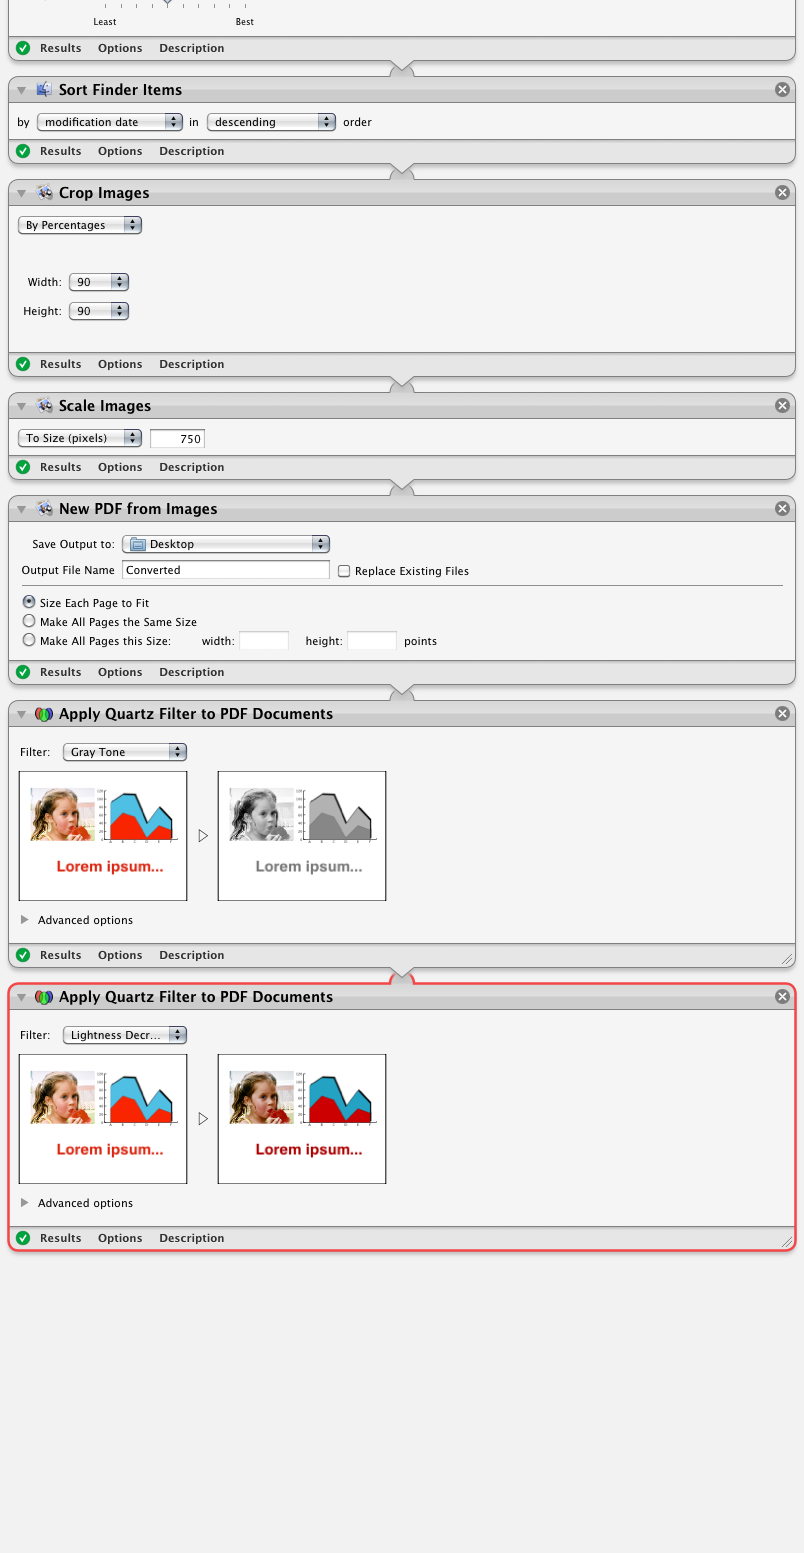 Least Best
Results Options Description
Sort Finder Items
by modification date in descending order
Results Options Description
Crop Images
By Percentages
Width: 90
Height: 90
Results Options Description
Scale Images
To Size (pixels) 750
Results Options Description
New PDF from Images
Save Output to: Desktop
Output File Name Converted Replace Existing Files
Size Each Page to Fit
Make All Pages the Same Size
Make All Pages this Size: width: height: points
Results Options Description
Apply Quartz Filter to PDF Documents
Filter: Gray Tone
Lorem ipsum... Lorem ipsum...
Advanced options
Results Options Description
Apply Quartz Filter to PDF Documents
Filter: Lightness Decr...
Lorem ipsum... Lorem ipsum...
Advanced options
Results Options Description